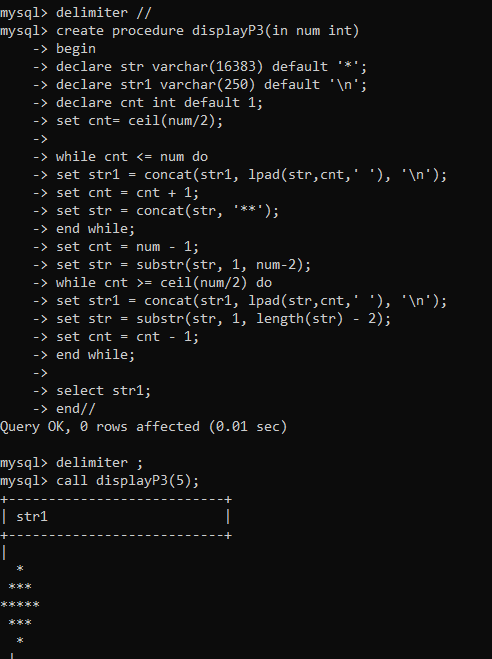 mysql> delimiter //
mysql> create procedure displayP3(in num int)
    -> begin
    -> declare str varchar(16383) default '*';
    -> declare str1 varchar(250) default '\n';
    -> declare cnt int default 1;
    -> set cnt= ceil(num/2);
    ->
    -> while cnt <= num do
    -> set str1 = concat(str1, lpad(str,cnt,' '), '\n');
    -> set cnt = cnt + 1;
    -> set str = concat(str, '**');
    -> end while;
    -> set cnt = num - 1;
    -> set str = substr(str, 1, num-2);
    -> while cnt >= ceil(num/2) do
    -> set str1 = concat(str1, lpad(str,cnt,' '), '\n');
    -> set str = substr(str, 1, length(str) - 2);
    -> set cnt = cnt - 1;
    -> end while;
    ->
    -> select str1;
    -> end//
Query OK, 0 rows affected (0.01 sec)

mysql> delimiter ;
mysql> call displayP3(5);
+---------------------------+
| str1                      |
+---------------------------+
|
  *
 ***
*****
 ***
  *
 |